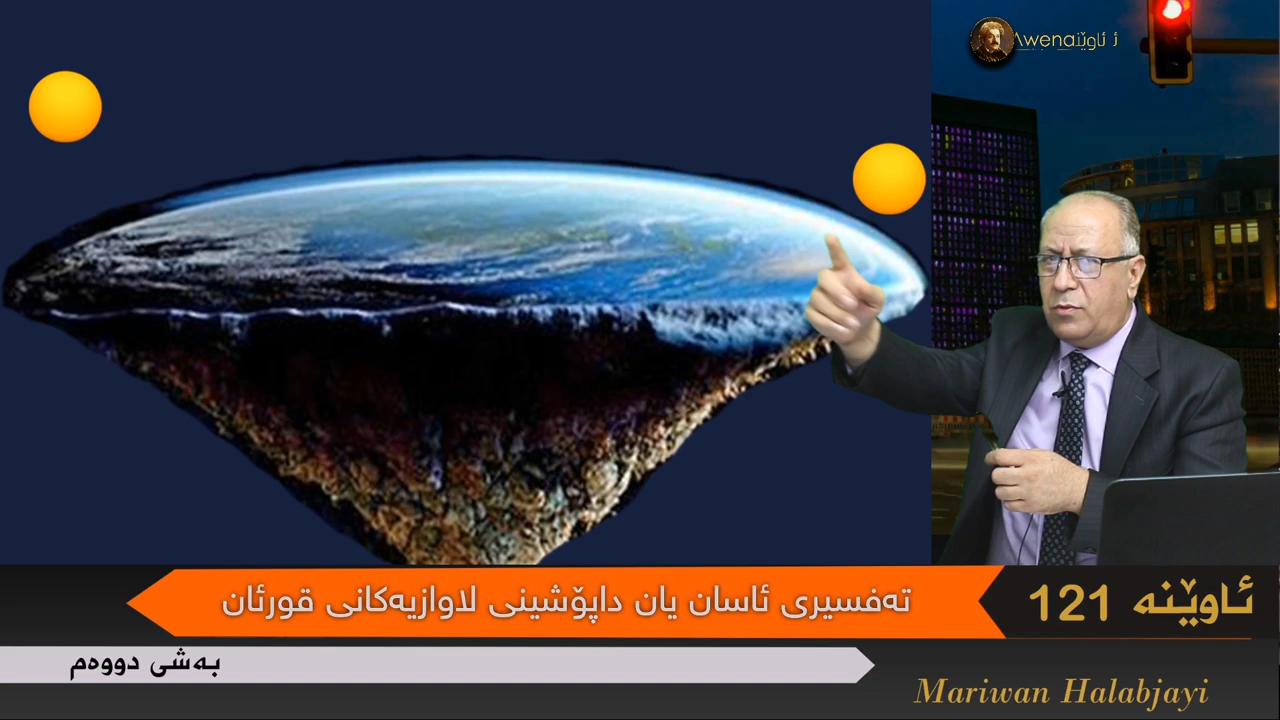 Awena ئاوێنە
تەفسیری ئاسان یان داپۆشینی لاوازیەکانی قورئان
ئاوێنە 121
بەشی دووەم
Mariwan Halabjayi